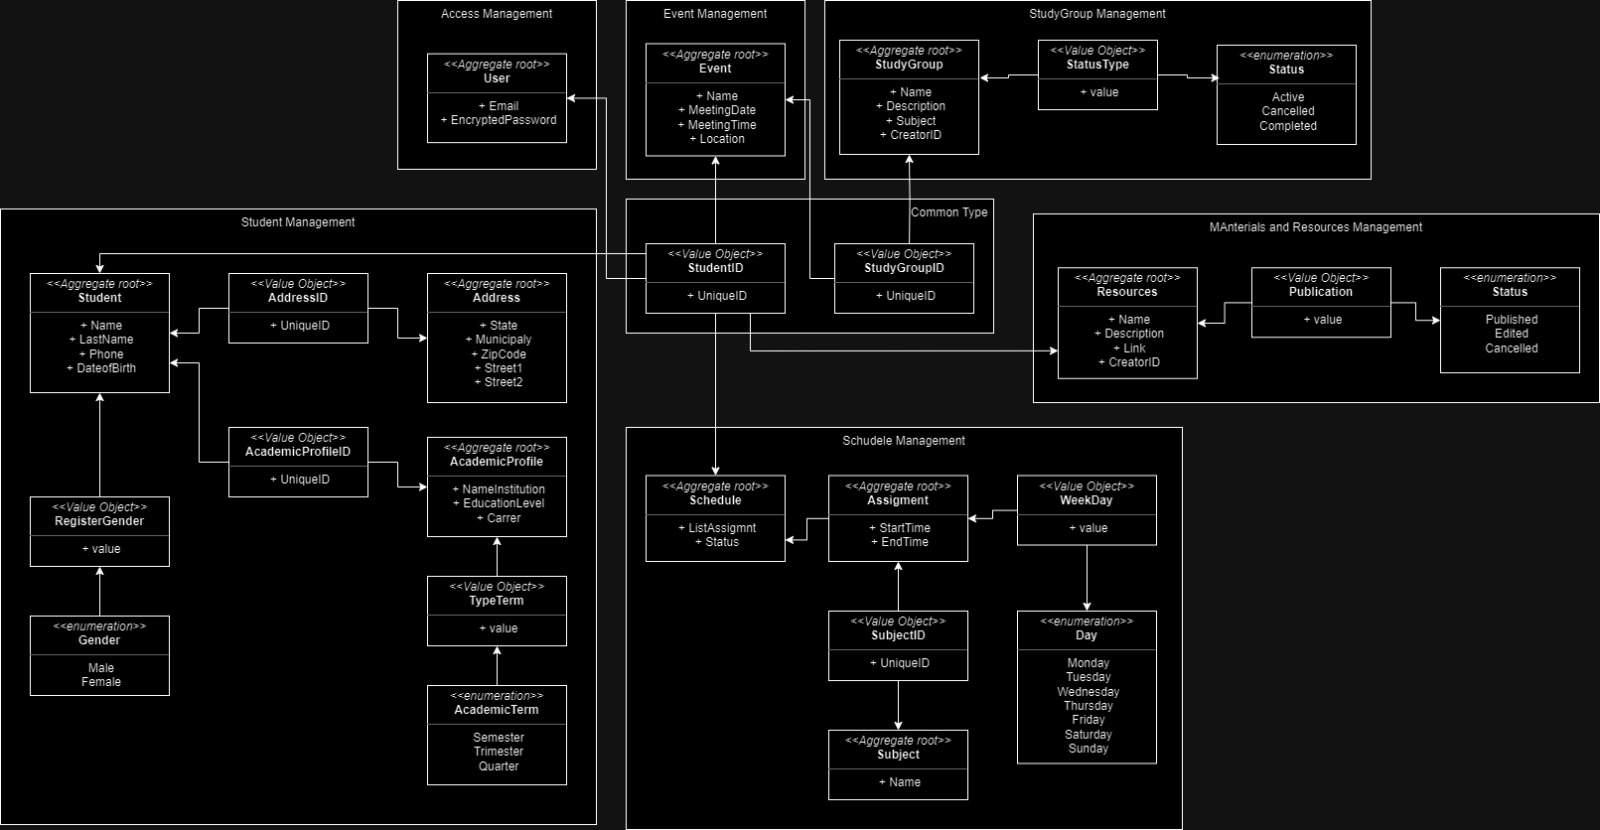 Access Management
<<Aggregate root>>
User
+ Email
+ EncryptedPassword
Event Management
<<Aggregate root>>
Event
+ Name
+ MeetingDate
+ MeetingTime
+ Location
StudyGroup Management
<<Aggregate root>>
StudyGroup
+ Name
+ Description
+ Subject
+ CreatorID
<<Value Object>>
StatusType
+ value
<<enumeration>>
Status
Active
Cancelled
Completed
Common Type
<<Value Object>>
StudentID
+ UniqueID
<<Value Object>>
StudyGroupID
+ UniqueID
Student Management
<<Aggregate root>>
Student
+ Name
+ LastName
+ Phone
+ DateofBirth
<<Value Object>>
AddressID
+ UniqueID
<<Aggregate root>>
Address
+ State
+ Municipaly
+ ZipCode
+ Street1
+ Street2
<<Value Object>>
AcademicProfileID
+ UniqueID
<<Aggregate root>>
AcademicProfile
+ NameInstitution
+ EducationLevel
+ Carrer
<<Value Object>>
RegisterGender
+ value
<<enumeration>>
Gender
Male
Female
<<Value Object>>
TypeTerm
+ value
<<enumeration>>
AcademicTerm
Semester
Trimester
Quarter
MAnterials and Resources Management
<<Aggregate root>>
Resources
+ Name
+ Description
+ Link
+ CreatorID
<<Value Object>>
Publication
+ value
<<enumeration>>
Status
Published
Edited
Cancelled
Schudele Management
<<Aggregate root>>
Schedule
+ ListAssigmnt
+ Status
<<Aggregate root>>
Assigment
+ StartTime
+ EndTime
<<Value Object>>
WeekDay
+ value
<<Value Object>>
SubjectID
+ UniqueID
<<enumeration>>
Day
Monday
Tuesday
Wednesday
Thursday
Friday
Saturday
Sunday
<<Aggregate root>>
Subject
+ Name